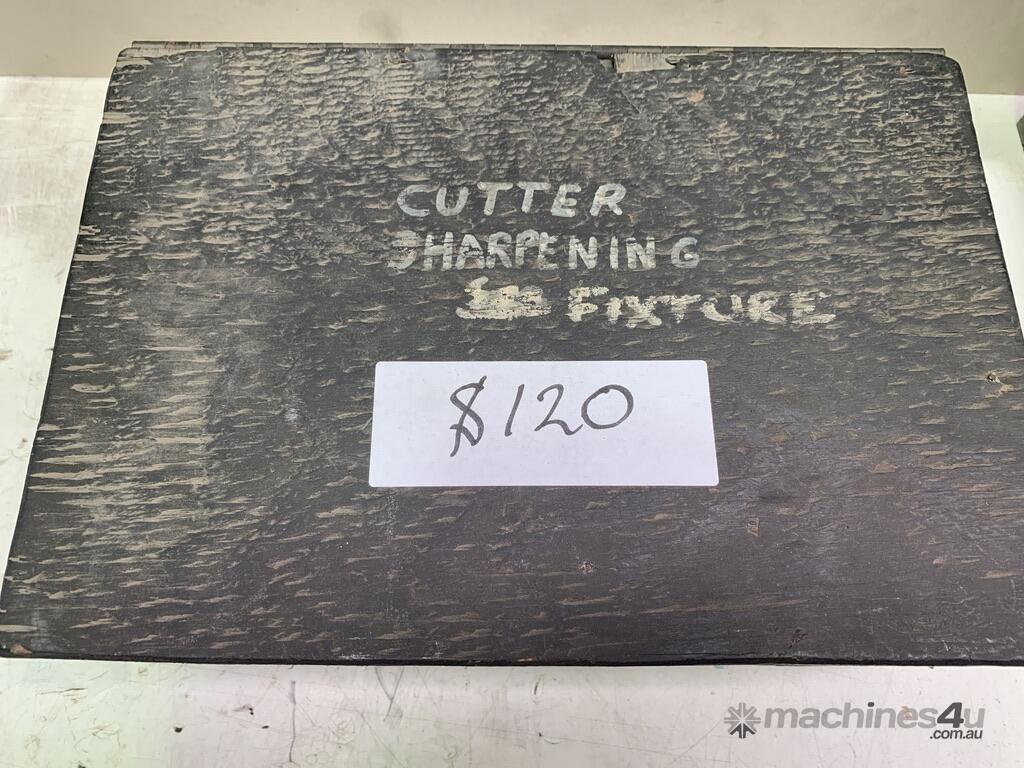 CUTTER
SHARPENING
FIXTURE
$120
machines4u
.com.au